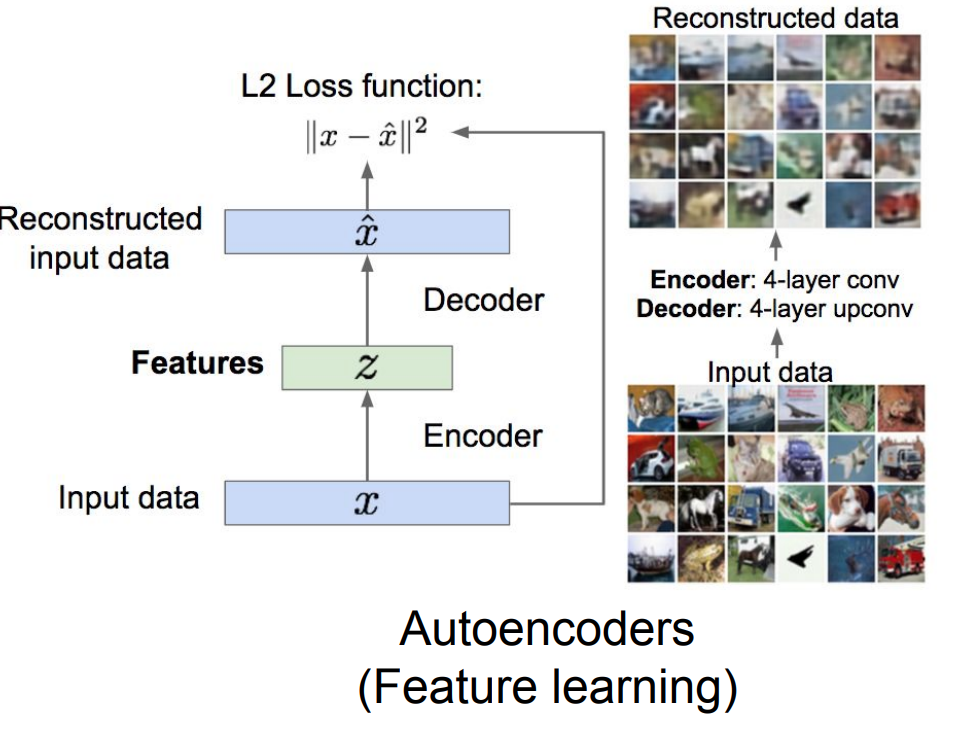 Reconstructed data
L2 Loss function:
‖x − x̂‖²
Reconstructed
input data
x̂
Decoder
Features
z
Encoder
Input data
x
Encoder: 4-layer conv
Decoder: 4-layer upconv
Input data
Autoencoders
(Feature learning)